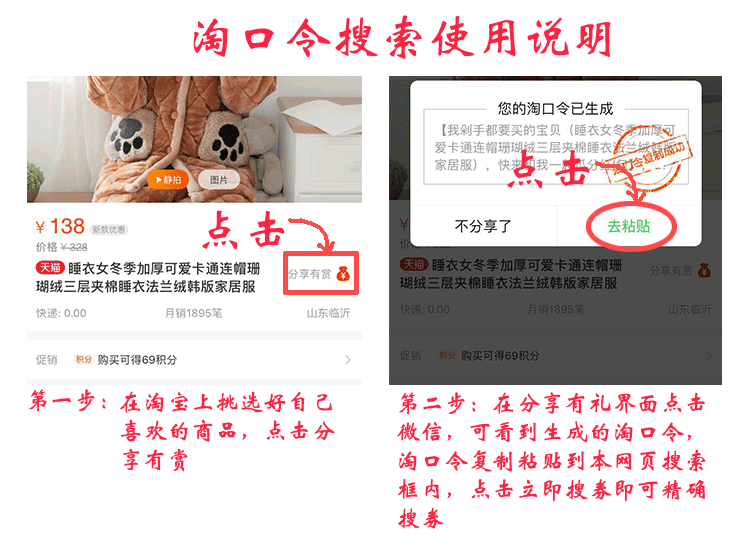 淘口令搜索使用说明
静拍
图片
¥ 138 新款优惠
价格 ¥ 328
点击
天猫 睡衣女冬季加厚可爱卡通连帽珊
瑚绒三层夹棉睡衣法兰绒韩版家居服
分享有赏
快递: 0.00 月销1895笔 山东临沂
促销 积分 购买可得69积分
第一步：在淘宝上挑选好自己
喜欢的商品，点击分
享有赏
您的淘口令已生成
【我剁手都要买的宝贝（睡衣女冬季加厚可
爱卡通连帽珊瑚绒三层夹棉睡衣法兰绒韩版
家居服），快来和我一起瓜分红
口令复制成功
点击
不分享了 去粘贴
¥ 138
价格 ¥ 328
天猫 睡衣女冬季加厚可爱卡通连帽珊
瑚绒三层夹棉睡衣法兰绒韩版家居服
分享有赏
快递: 0.00 月销1895笔 山东临沂
促销 积分 购买可得69积分
第二步：在分享有礼界面点击
微信，可看到生成的淘口令，
淘口令复制粘贴到本网页搜索
框内，点击立即搜券即可精确
搜券